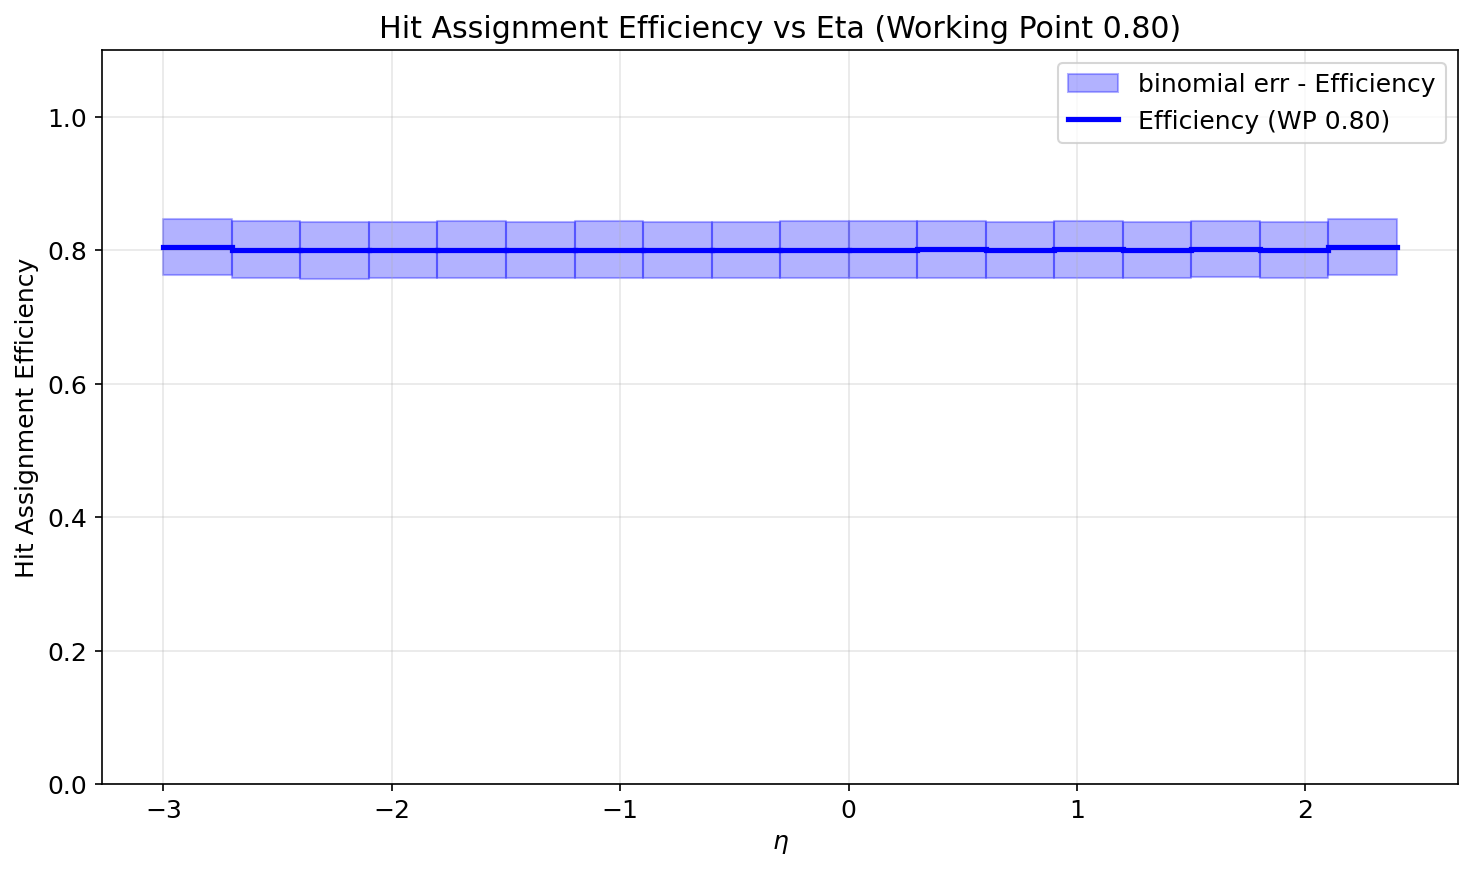 Hit Assignment Efficiency vs Eta (Working Point 0.80)
binomial err - Efficiency
Efficiency (WP 0.80)
Hit Assignment Efficiency
1.0
0.8
0.6
0.4
0.2
0.0
−3
−2
−1
0
1
2
η